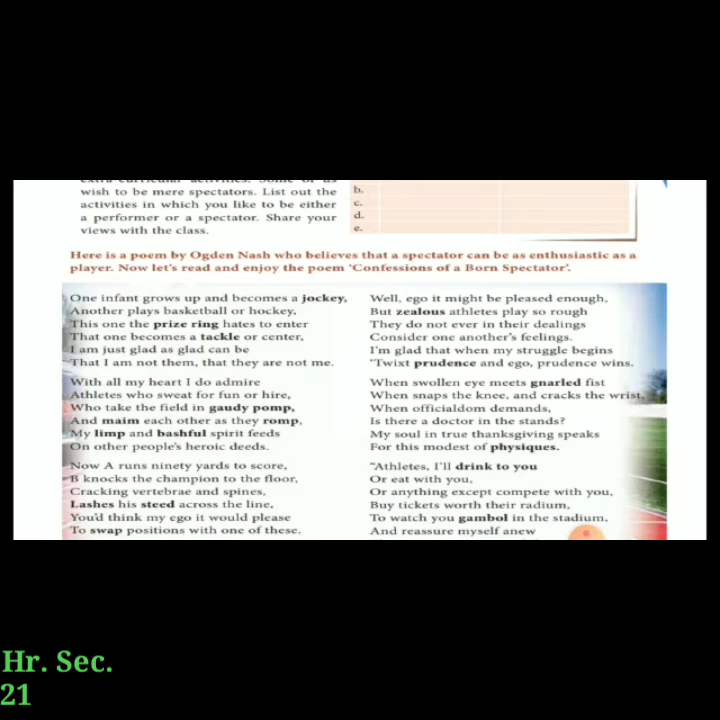 extra-curricular activities. Some of us
wish to be mere spectators. List out the
activities in which you like to be either
a performer or a spectator. Share your
views with the class.
b.
c.
d.
e.
Here is a poem by Ogden Nash who believes that a spectator can be as enthusiastic as a
player. Now let's read and enjoy the poem 'Confessions of a Born Spectator'.
One infant grows up and becomes a jockey,
Another plays basketball or hockey,
This one the prize ring hates to enter
That one becomes a tackle or center,
I am just glad as glad can be
That I am not them, that they are not me.
With all my heart I do admire
Athletes who sweat for fun or hire,
Who take the field in gaudy pomp,
And maim each other as they romp,
My limp and bashful spirit feeds
On other people's heroic deeds.
Now A runs ninety yards to score,
B knocks the champion to the floor,
Cracking vertebrae and spines,
Lashes his steed across the line,
You'd think my ego it would please
To swap positions with one of these.
Well, ego it might be pleased enough,
But zealous athletes play so rough
They do not ever in their dealings
Consider one another's feelings.
I'm glad that when my struggle begins
'Twixt prudence and ego, prudence wins.
When swollen eye meets gnarled fist
When snaps the knee, and cracks the wrist,
When officialdom demands,
Is there a doctor in the stands?
My soul in true thanksgiving speaks
For this modest of physiques.
"Athletes, I'll drink to you
Or eat with you,
Or anything except compete with you,
Buy tickets worth their radium,
To watch you gambol in the stadium,
And reassure myself anew
Hr. Sec.
21